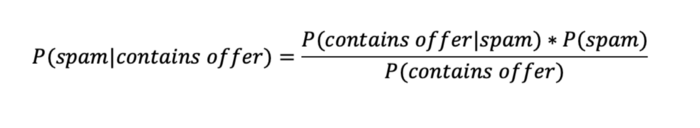 P(spam|contains offer) = P(contains offer|spam) * P(spam)
P(contains offer)